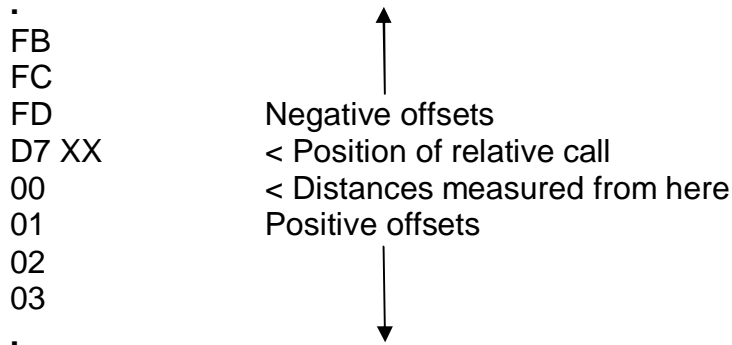 .
FB
FC
FD Negative offsets
D7 XX < Position of relative call
00 < Distances measured from here
01 Positive offsets
02
03
.